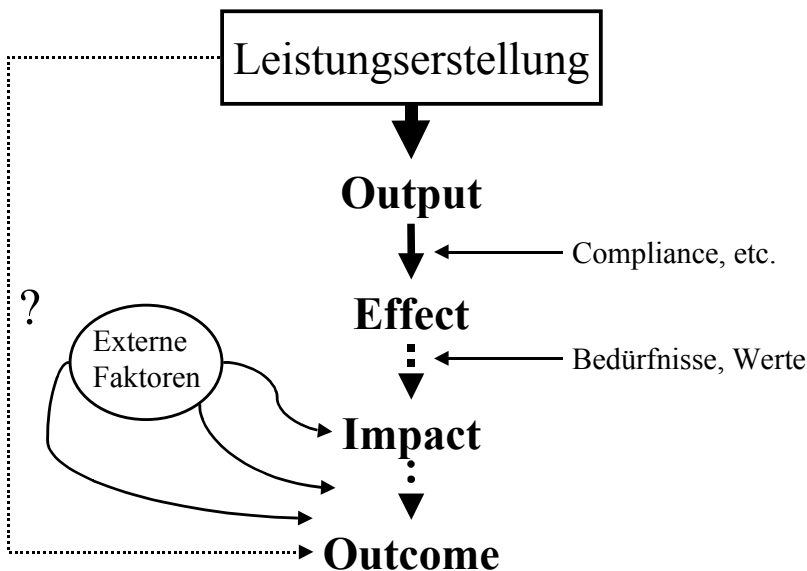 Leistungserstellung
Output
Compliance, etc.
Effect
?
Externe
Faktoren
Bedürfnisse, Werte
Impact
Outcome